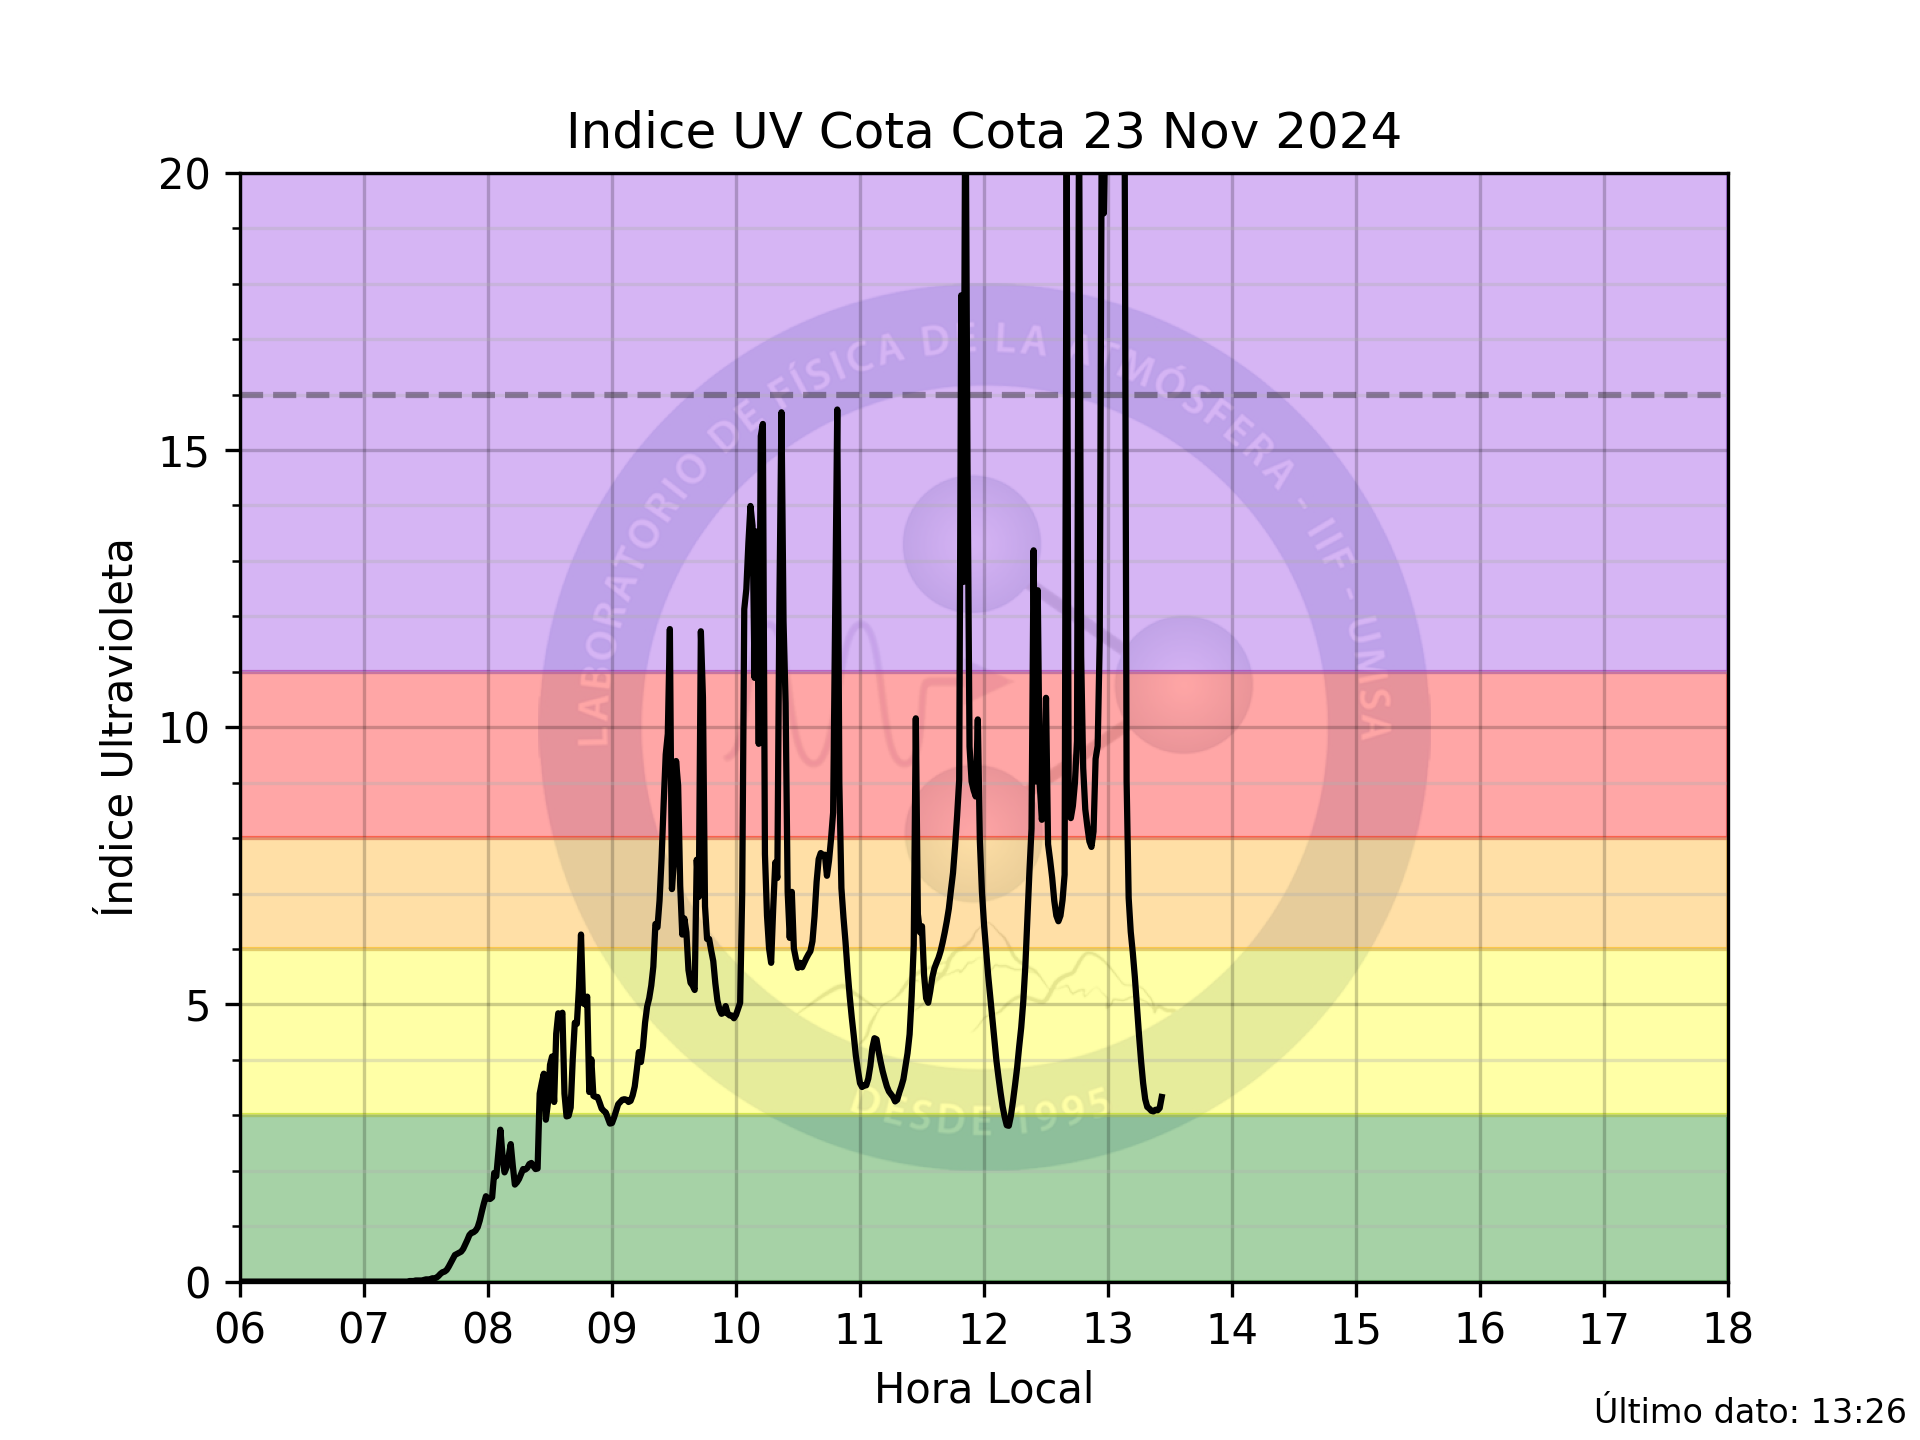 Indice UV Cota Cota 23 Nov 2024
20
15
10
5
0
Índice Ultravioleta
LABORATORIO DE FÍSICA DE LA ATMÓSFERA - IIF - UMSA
DESDE 1995
06 07 08 09 10 11 12 13 14 15 16 17 18
Hora Local
Último dato: 13:26